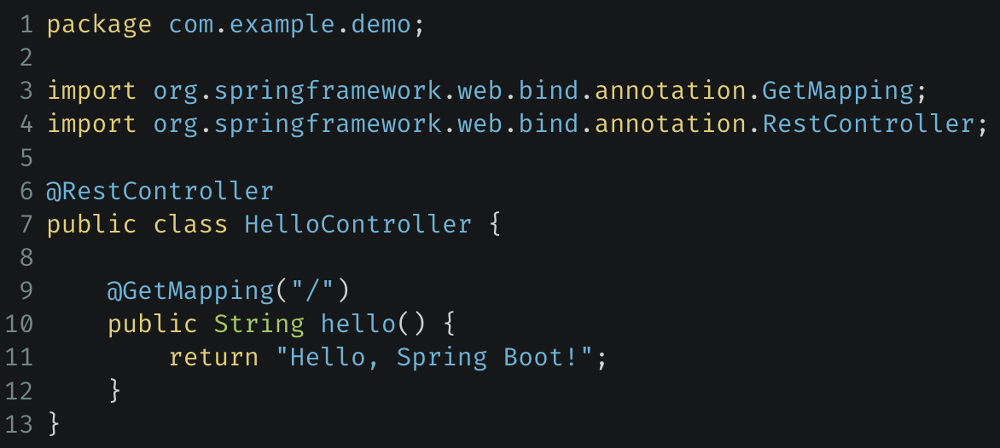 1 package com.example.demo;
2
3 import org.springframework.web.bind.annotation.GetMapping;
4 import org.springframework.web.bind.annotation.RestController;
5
6 @RestController
7 public class HelloController {
8
9     @GetMapping("/")
10     public String hello() {
11         return "Hello, Spring Boot!";
12     }
13 }